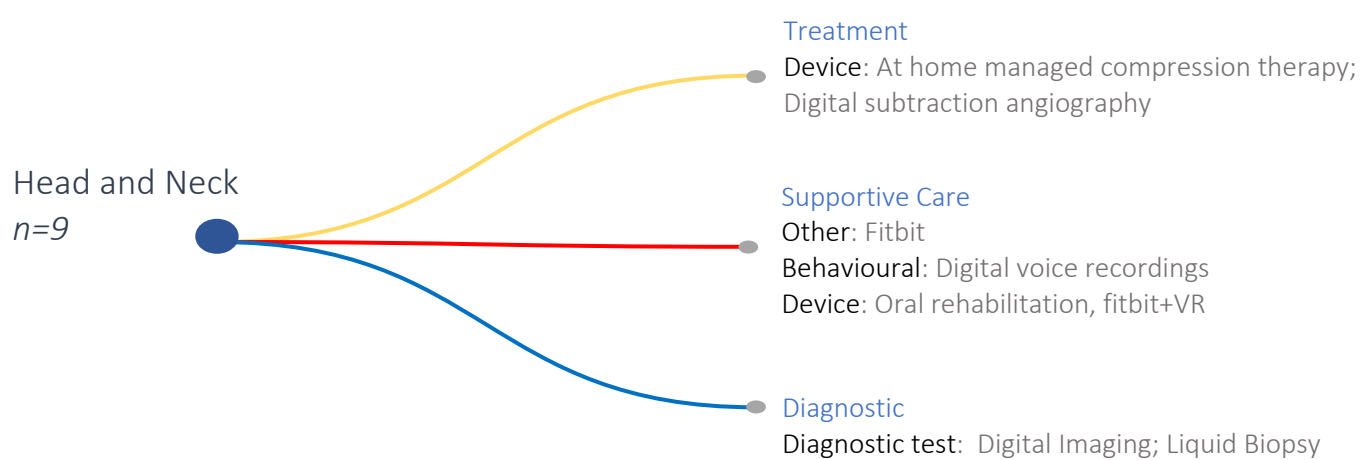 Head and Neck
n=9
Treatment
Device: At home managed compression therapy;
Digital subtraction angiography
Supportive Care
Other: Fitbit
Behavioural: Digital voice recordings
Device: Oral rehabilitation, fitbit+VR
Diagnostic
Diagnostic test:  Digital Imaging; Liquid Biopsy